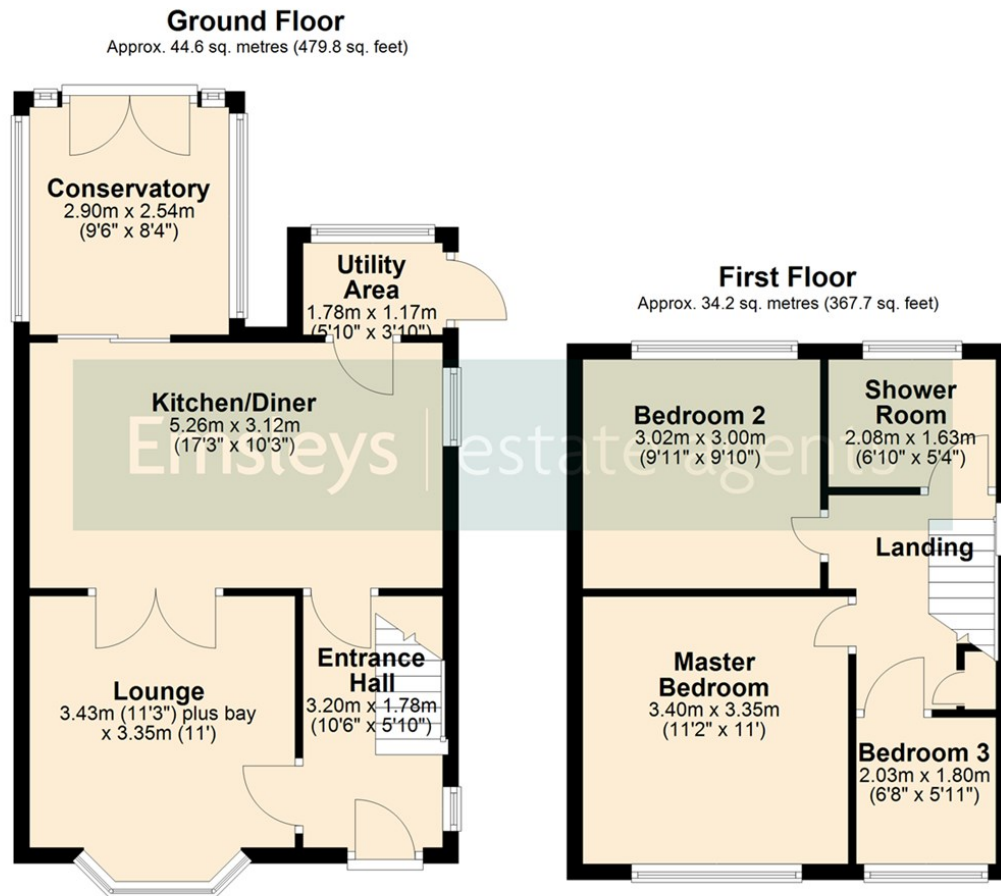 Ground Floor
Approx. 44.6 sq. metres (479.8 sq. feet)
Conservatory
2.90m x 2.54m
(9'6" x 8'4")
Utility
Area
1.78m x 1.17m
(5'10" x 3'10")
Kitchen/Diner
5.26m x 3.12m
(17'3" x 10'3")
Lounge
3.43m (11'3") plus bay
x 3.35m (11')
Entrance
Hall
3.20m x 1.78m
(10'6" x 5'10")
First Floor
Approx. 34.2 sq. metres (367.7 sq. feet)
Bedroom 2
3.02m x 3.00m
(9'11" x 9'10")
Shower
Room
2.08m x 1.63m
(6'10" x 5'4")
Landing
Master
Bedroom
3.40m x 3.35m
(11'2" x 11')
Bedroom 3
2.03m x 1.80m
(6'8" x 5'11")
Emsleys | estate agents